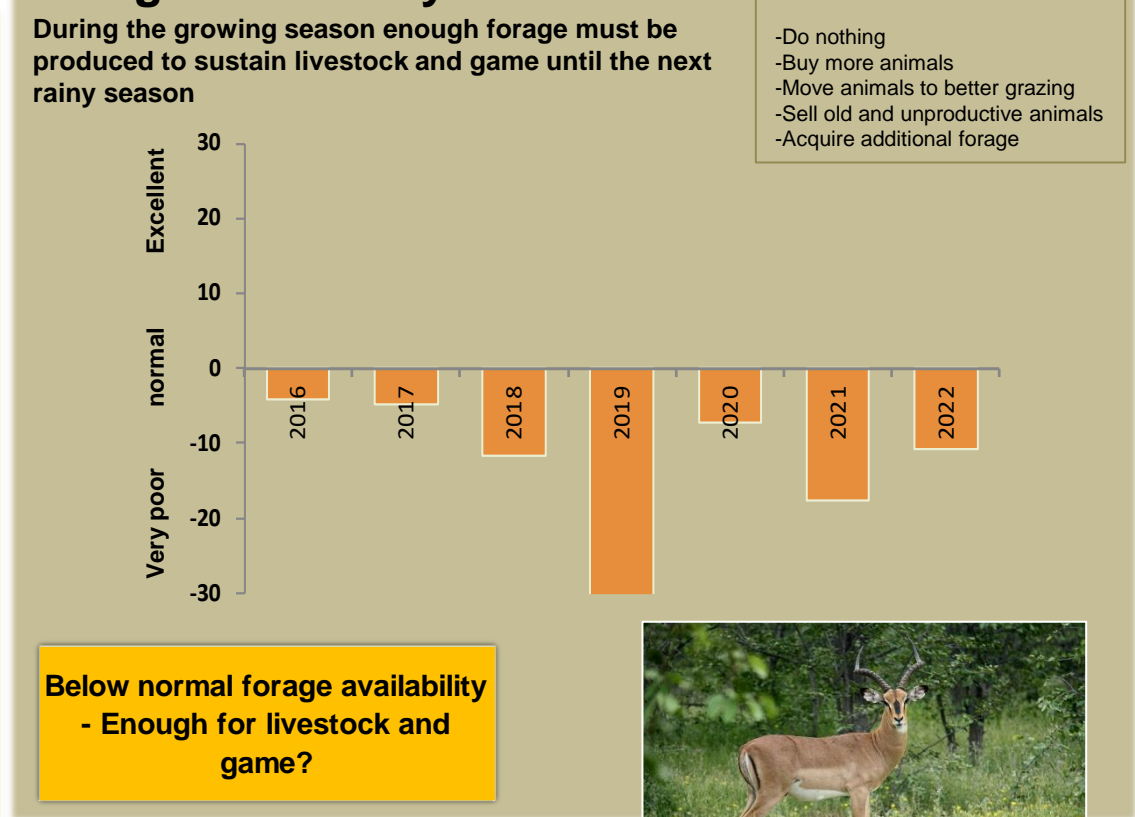 During the growing season enough forage must be
produced to sustain livestock and game until the next
rainy season
-Do nothing
-Buy more animals
-Move animals to better grazing
-Sell old and unproductive animals
-Acquire additional forage
Excellent
normal
Very poor
30
20
10
0
-10
-20
-30
2016
2017
2018
2019
2020
2021
2022
Below normal forage availability
- Enough for livestock and
game?